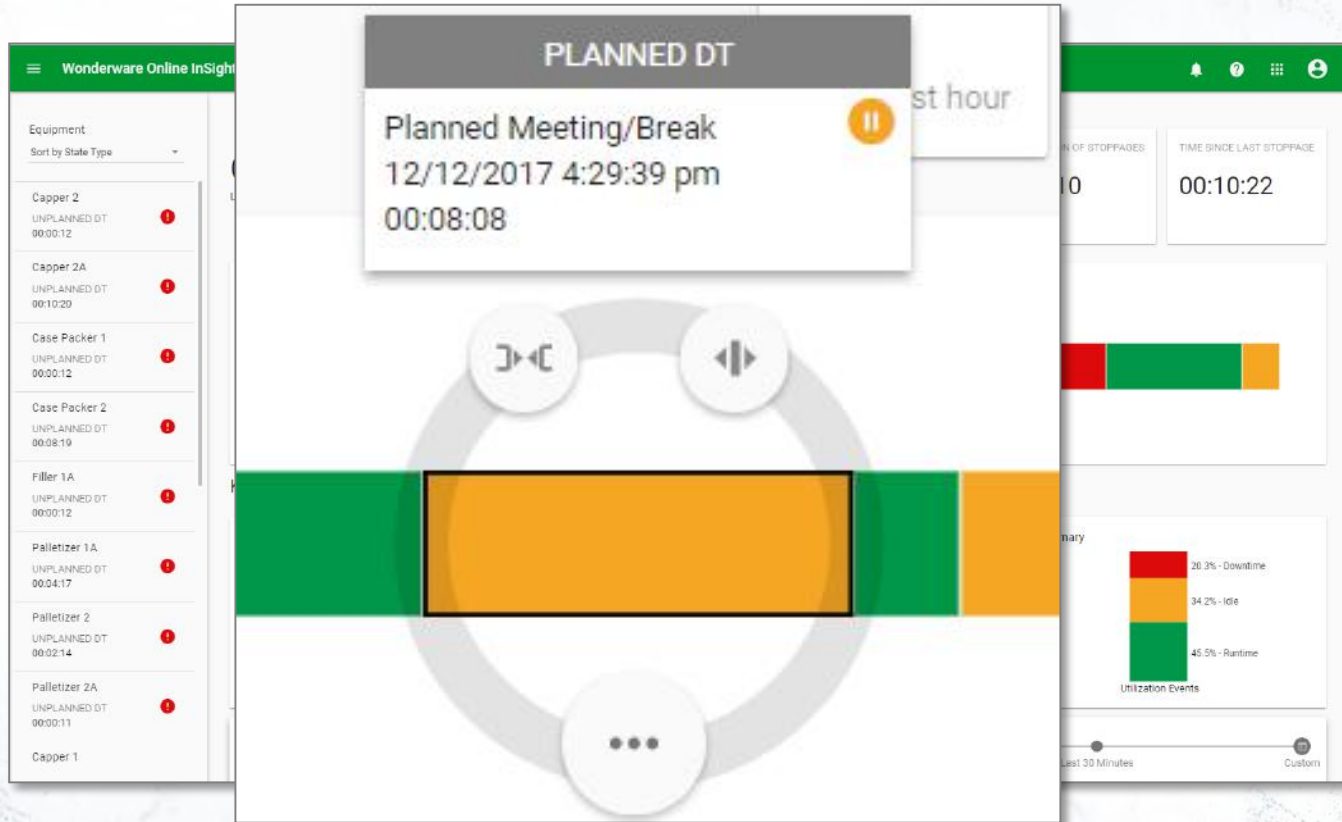 Wonderware Online InSigh
Equipment
Sort by State Type
Capper 2
UNPLANNED DT
00:00:12
Capper 2A
UNPLANNED DT
00:10:20
Case Packer 1
UNPLANNED DT
00:00:12
Case Packer 2
UNPLANNED DT
00:08:19
Filler 1A
UNPLANNED DT
00:00:12
Palletizer 1A
UNPLANNED DT
00:04:17
Palletizer 2
UNPLANNED DT
00:02:14
Palletizer 2A
UNPLANNED DT
00:00:11
Capper 1
PLANNED DT
Planned Meeting/Break
12/12/2017 4:29:39 pm
00:08:08
st hour
N OF STOPPAGES
10
TIME SINCE LAST STOPPAGE
00:10:22
mary
20.3% - Downtime
34.2% - Idle
45.5% - Runtime
Utilization Events
Last 30 Minutes
Custom